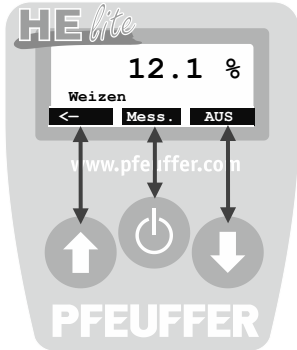 HE lite
12.1 %
Weizen
<— Mess. AUS
www.pfeuffer.com
PFEUFFER